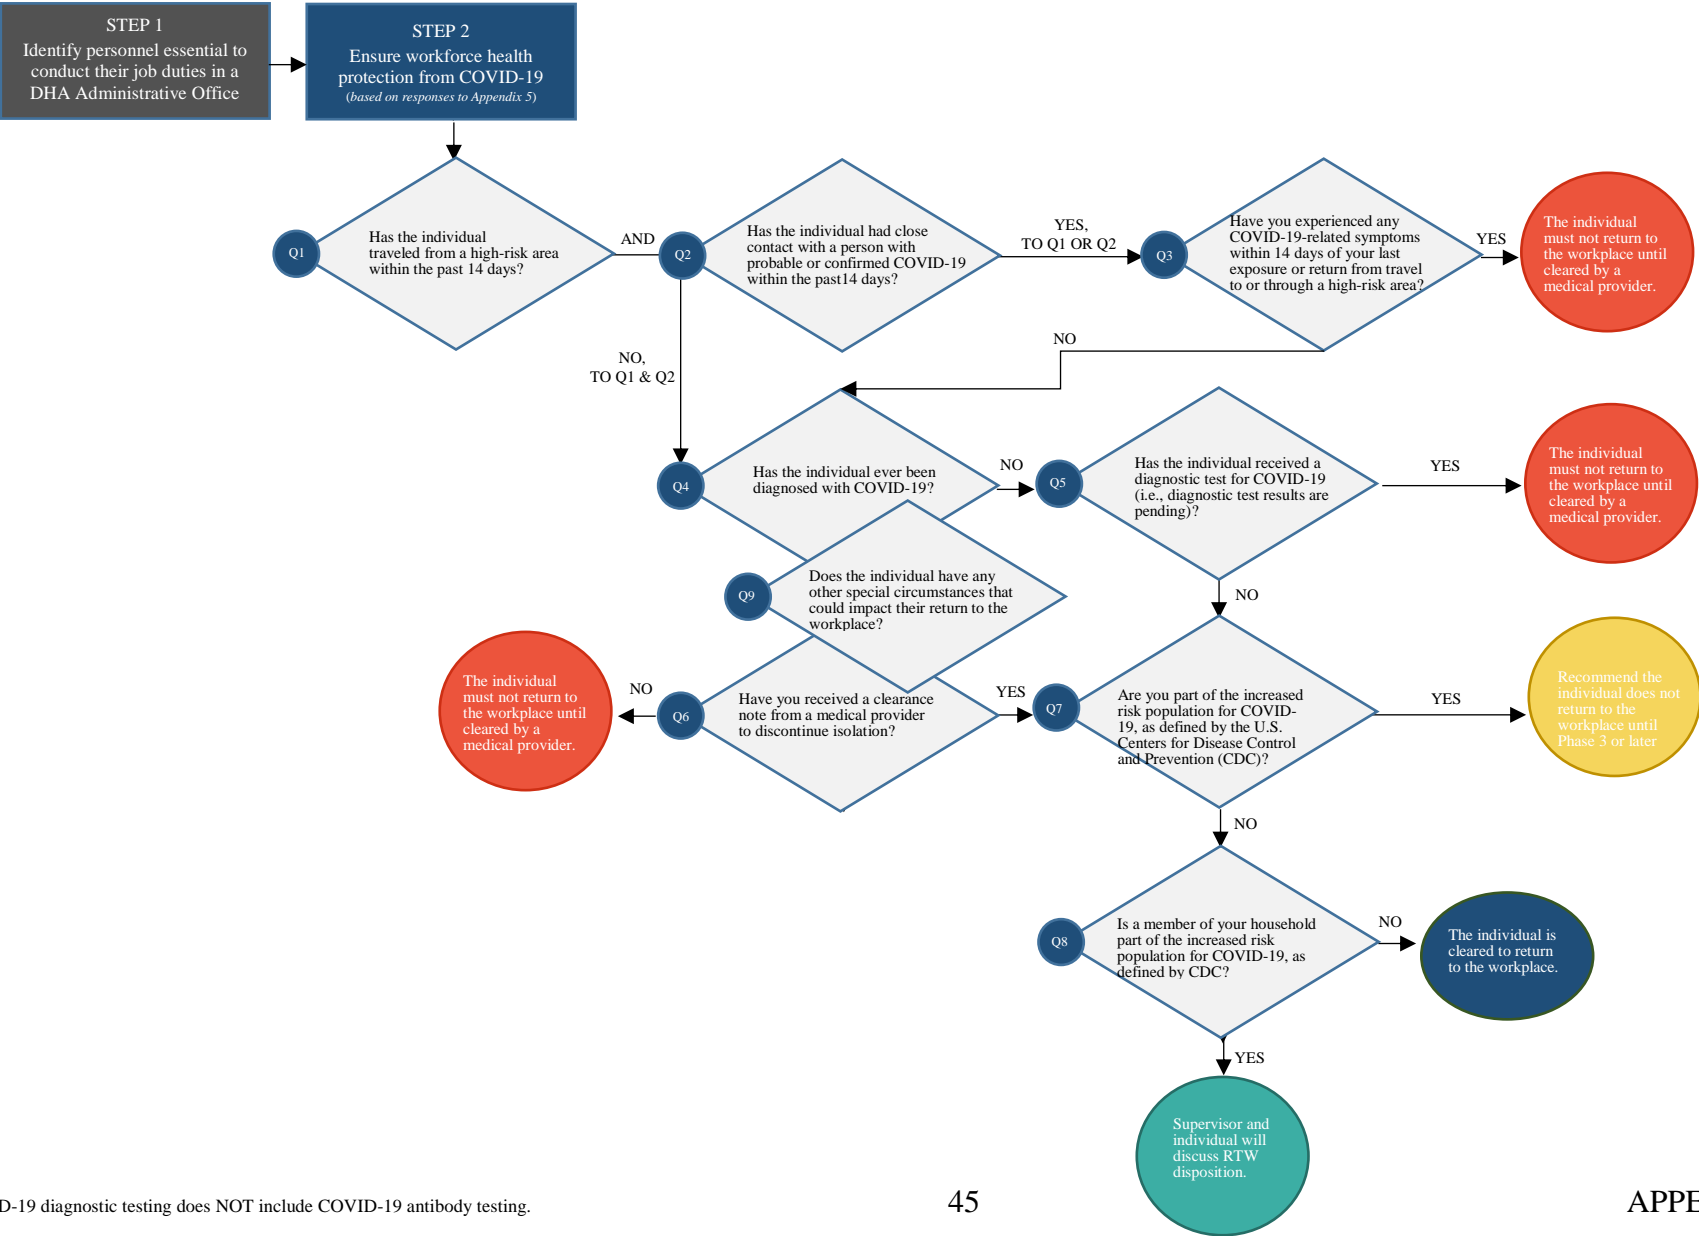 STEP 1
Identify personnel essential to
conduct their job duties in a
DHA Administrative Office
STEP 2
Ensure workforce health
protection from COVID-19
(based on responses to Appendix 5)
Q1
Has the individual
traveled from a high-risk area
within the past 14 days?
AND
Q2
Has the individual had close
contact with a person with
probable or confirmed COVID-19
within the past14 days?
YES,
TO Q1 OR Q2
Q3
Have you experienced any
COVID-19-related symptoms
within 14 days of your last
exposure or return from travel
to or through a high-risk area?
YES
The individual
must not return to
the workplace until
cleared by a
medical provider.
NO
NO,
TO Q1 & Q2
Q4
Has the individual ever been
diagnosed with COVID-19?
NO
Q5
Has the individual received a
diagnostic test for COVID-19
(i.e., diagnostic test results are
pending)?
YES
The individual
must not return to
the workplace until
cleared by a
medical provider.
NO
Q9
Does the individual have any
other special circumstances that
could impact their return to the
workplace?
The individual
must not return to
the workplace until
cleared by a
medical provider.
NO
Q6
Have you received a clearance
note from a medical provider
to discontinue isolation?
YES
Q7
Are you part of the increased
risk population for COVID-
19, as defined by the U.S.
Centers for Disease Control
and Prevention (CDC)?
YES
Recommend the
individual does not
return to the
workplace until
Phase 3 or later
NO
Q8
Is a member of your household
part of the increased risk
population for COVID-19, as
defined by CDC?
NO
The individual is
cleared to return
to the workplace.
YES
Supervisor and
individual will
discuss RTW
disposition.
D-19 diagnostic testing does NOT include COVID-19 antibody testing.
45
APPE